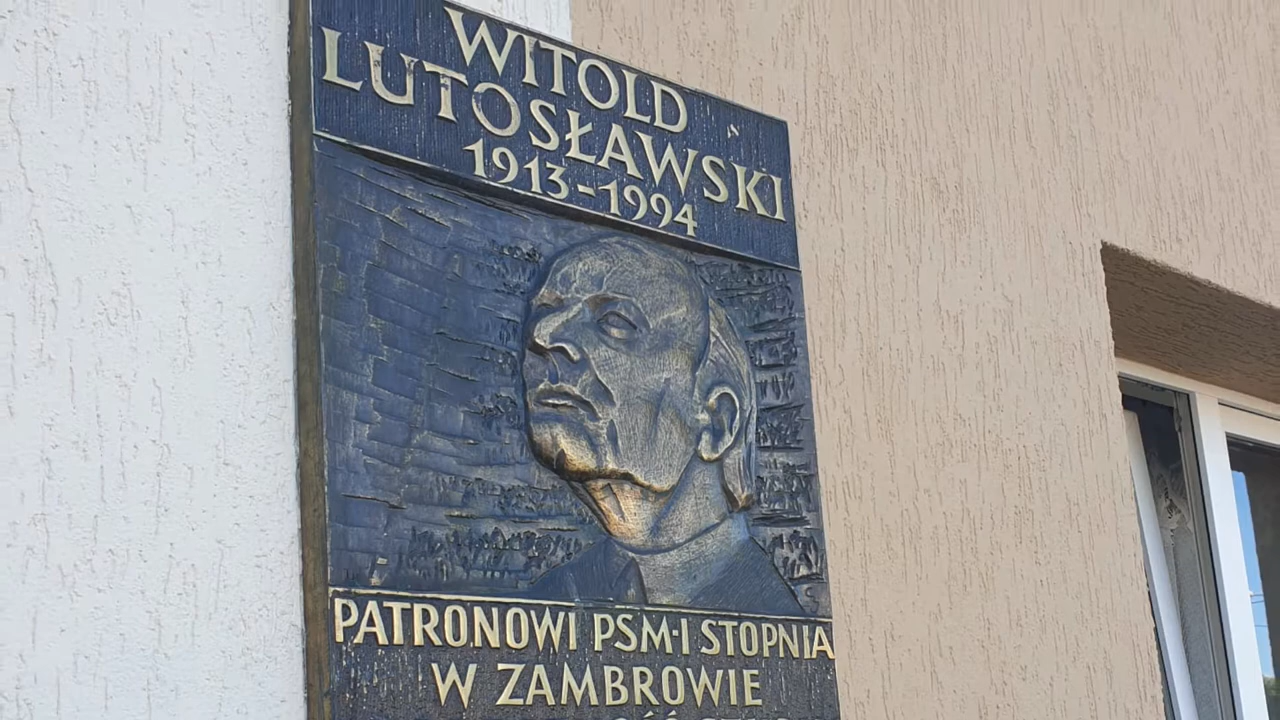 WITOLD
LUTOSŁAWSKI
1913-1994
PATRONOWI PSM-I STOPNIA
W ZAMBROWIE